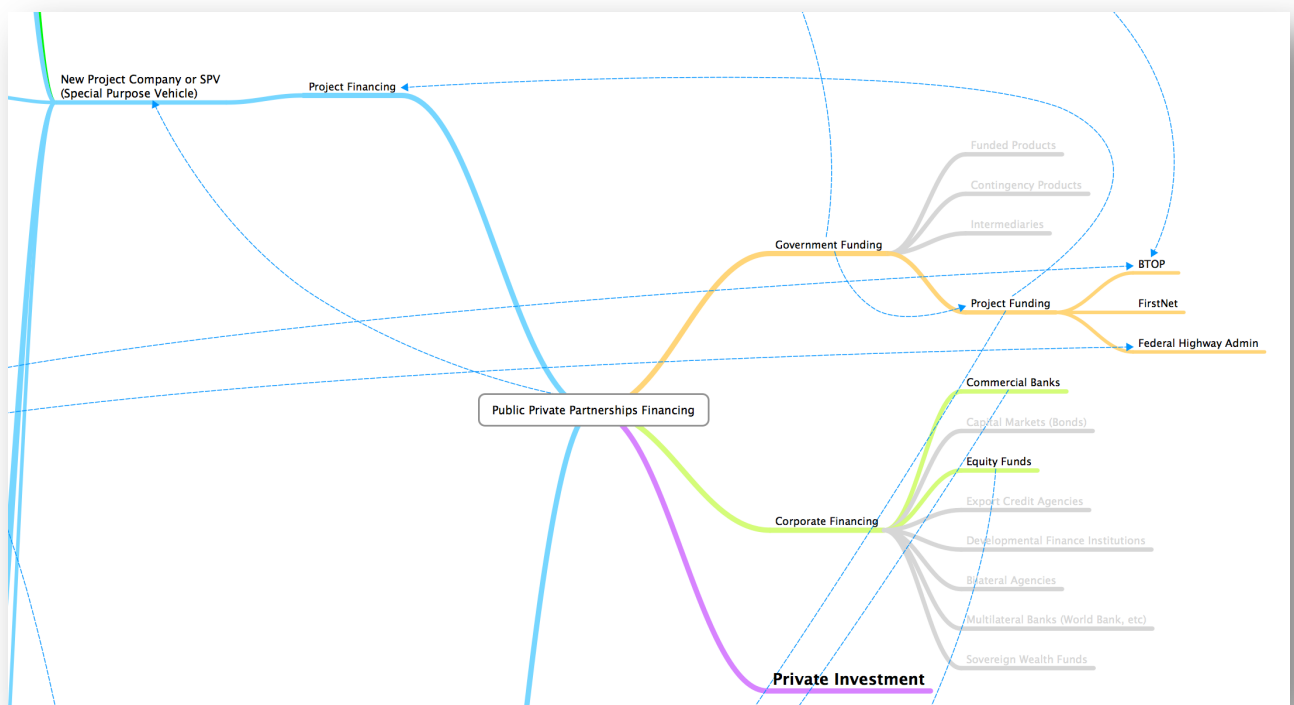 New Project Company or SPV
(Special Purpose Vehicle)
Project Financing
Public Private Partnerships Financing
Government Funding
Funded Products
Contingency Products
Intermediaries
Project Funding
BTOP
FirstNet
Federal Highway Admin
Corporate Financing
Commercial Banks
Capital Markets (Bonds)
Equity Funds
Export Credit Agencies
Developmental Finance Institutions
Bilateral Agencies
Multilateral Banks (World Bank, etc)
Sovereign Wealth Funds
Private Investment